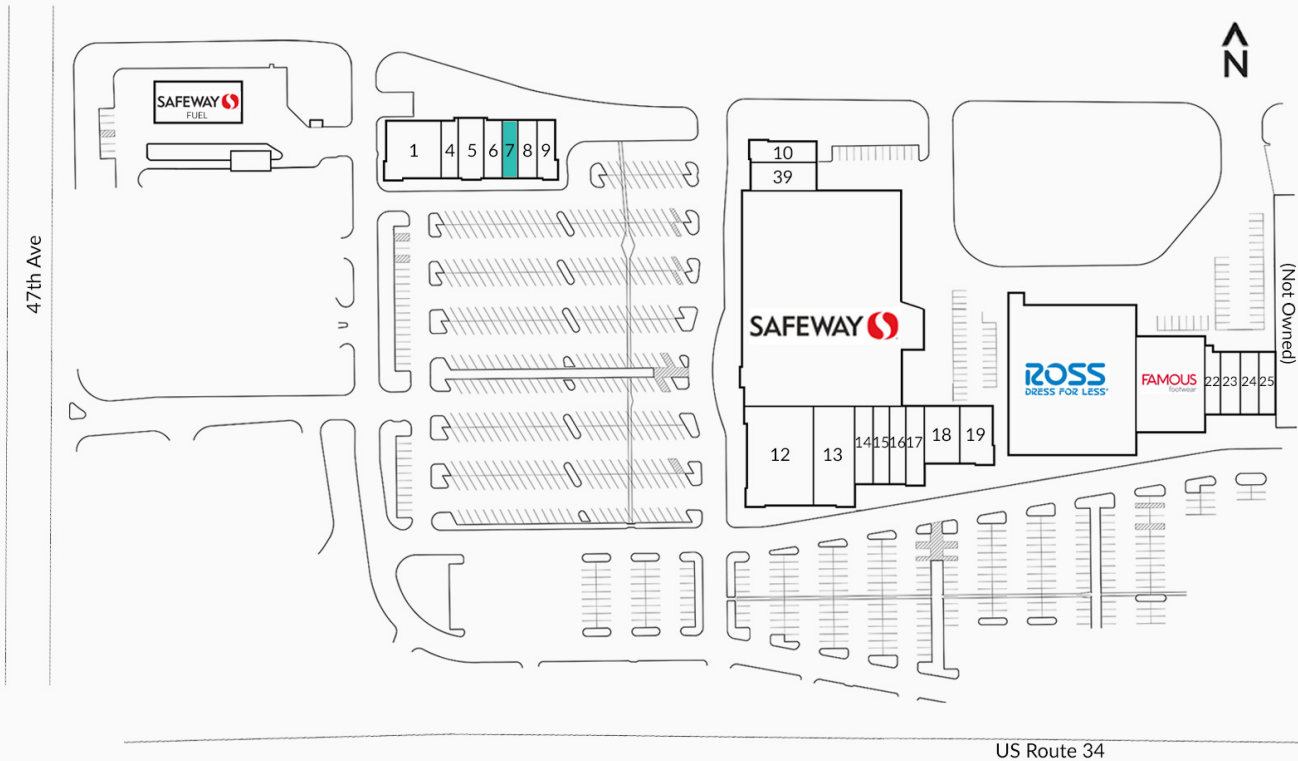 N
SAFEWAY
FUEL
1
4
5
6
7
8
9
10
39
47th Ave
(Not Owned)
SAFEWAY
ROSS
DRESS FOR LESS®
FAMOUS
footwear
22
23
24
25
12
13
14
15
16
17
18
19
US Route 34